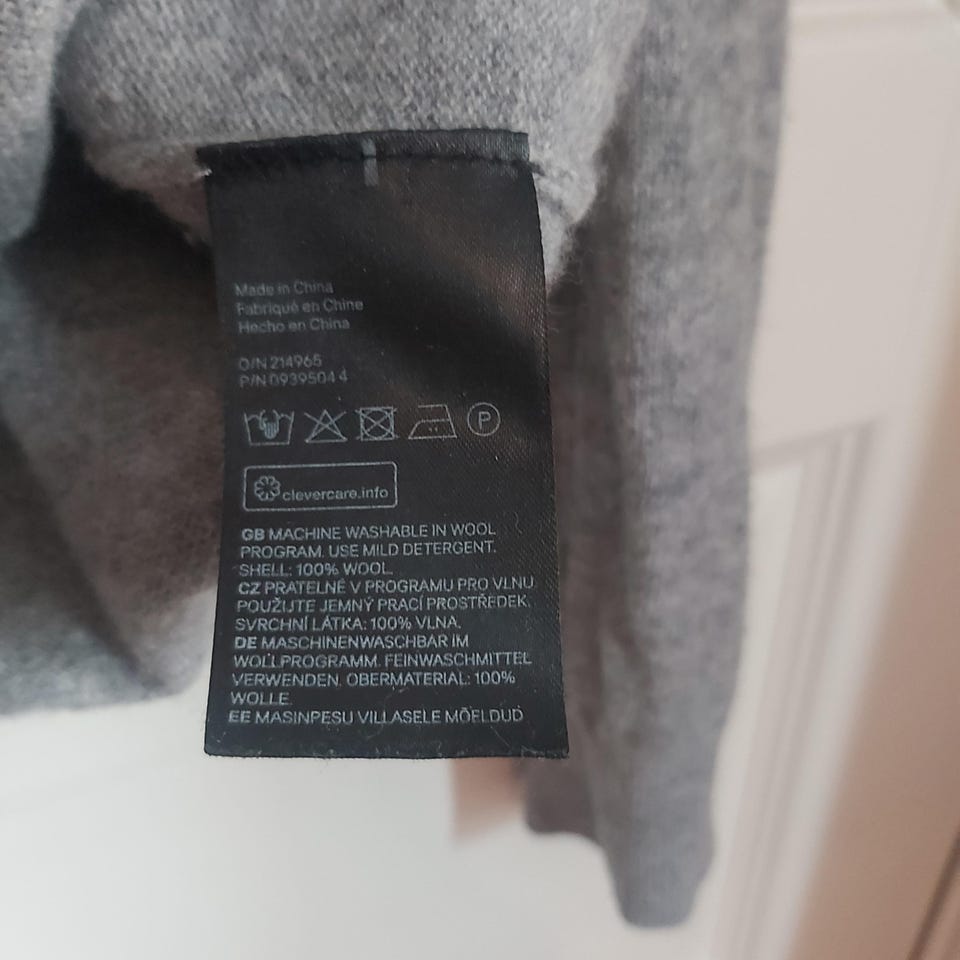 Made in China
Fabriqué en Chine
Hecho en China
O/N 214965
P/N 0939504 4
P
clevercare.info
GB MACHINE WASHABLE IN WOOL
PROGRAM. USE MILD DETERGENT.
SHELL: 100% WOOL.
CZ PRATELNÉ V PROGRAMU PRO VLNU.
POUŽIJTE JEMNÝ PRACÍ PROSTŘEDEK.
SVRCHNÍ LÁTKA: 100% VLNA.
DE MASCHINENWASCHBAR IM
WOLLPROGRAMM. FEINWASCHMITTEL
VERWENDEN. OBERMATERIAL: 100%
WOLLE.
EE MASINPESU VILLASELE MÕELDUD